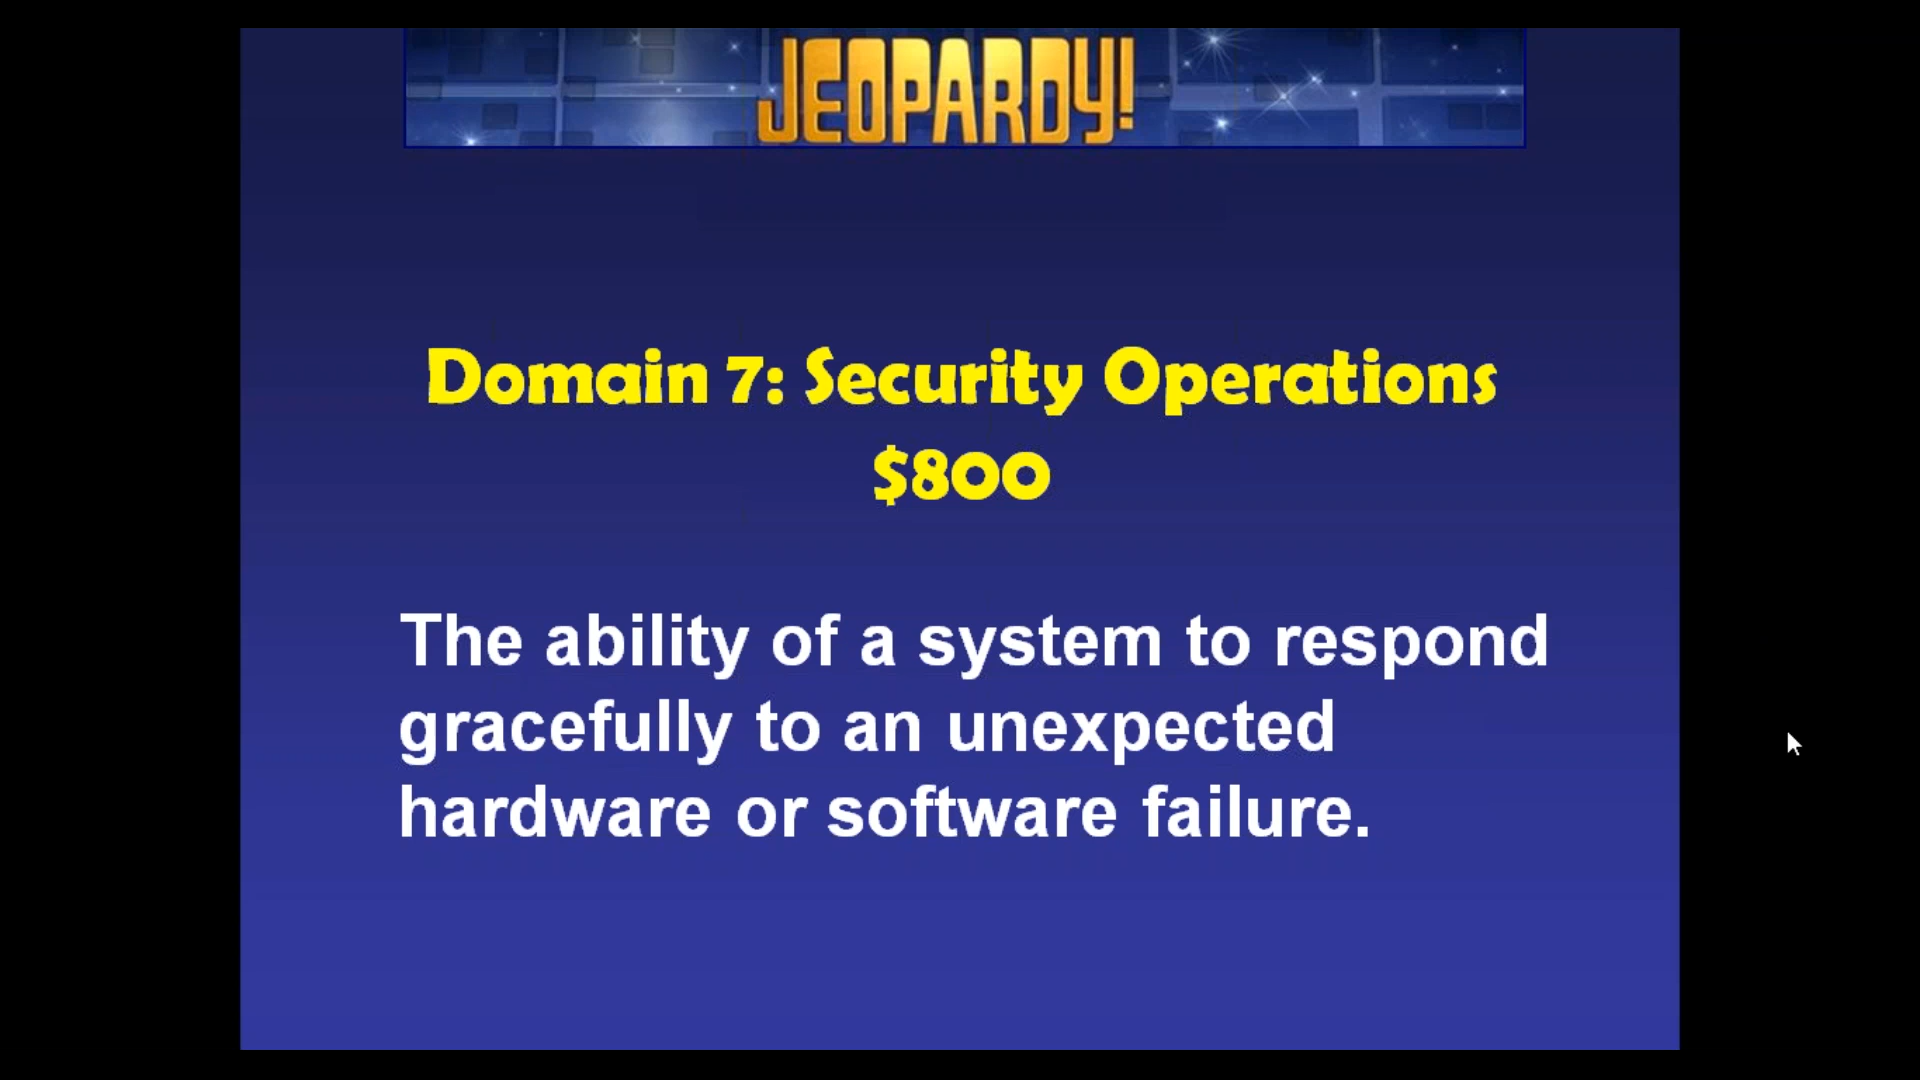 JEOPARDY!
Domain 7: Security Operations
$800
The ability of a system to respond
gracefully to an unexpected
hardware or software failure.